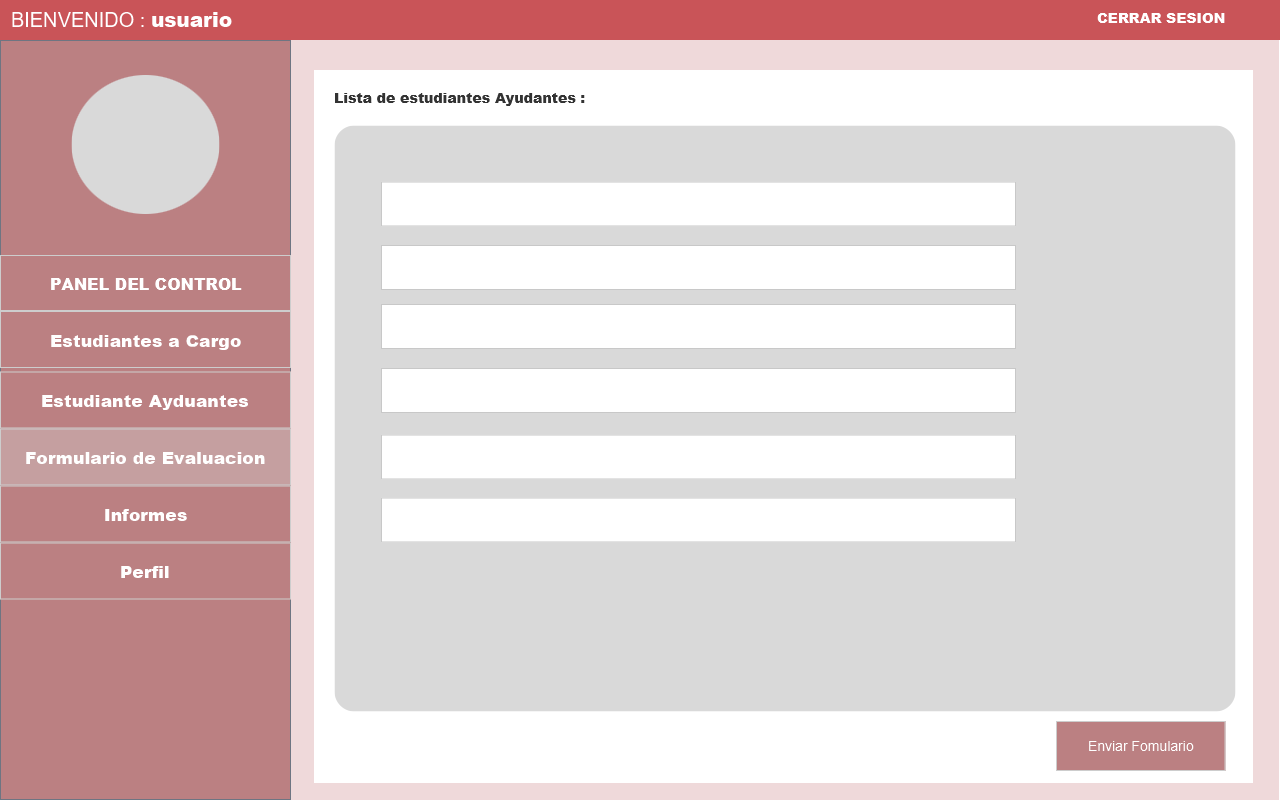 BIENVENIDO : usuario
CERRAR SESION
PANEL DEL CONTROL
Estudiantes a Cargo
Estudiante Ayduantes
Formulario de Evaluacion
Informes
Perfil
Lista de estudiantes Ayudantes :
Enviar Fomulario